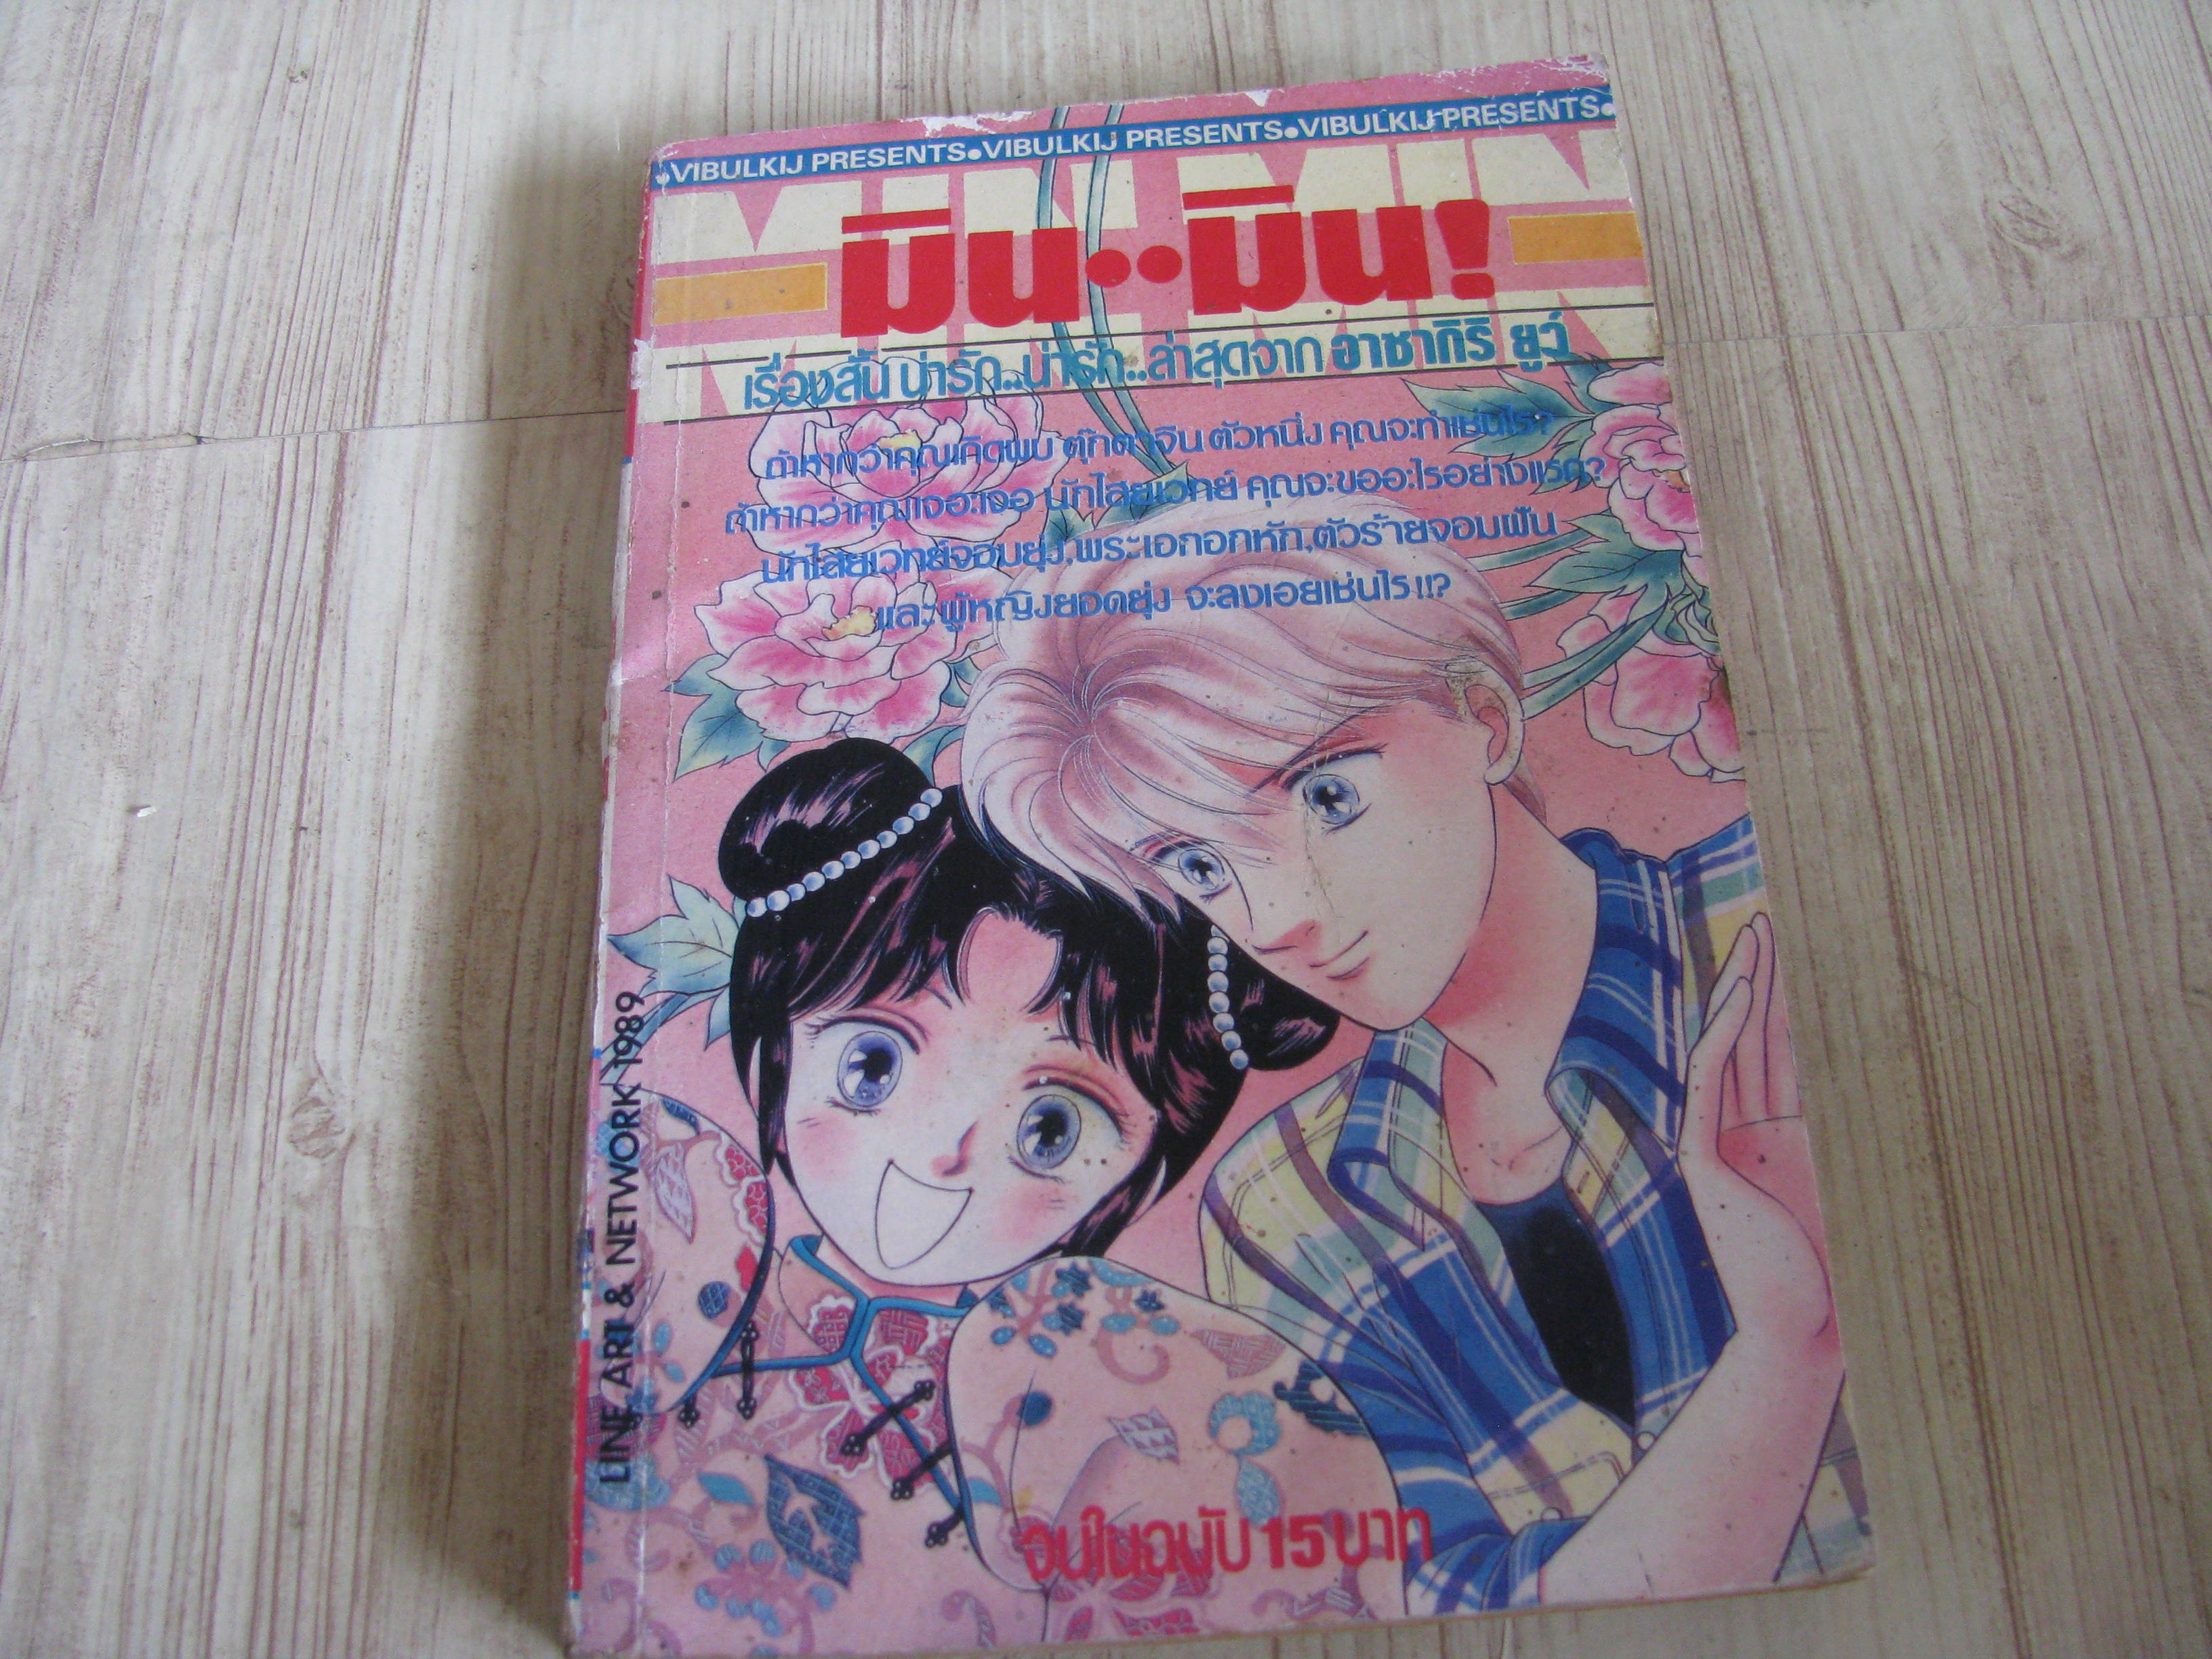 •VIBULKIJ PRESENTS•VIBULKIJ PRESENTS•VIBULKIJ PRESENTS•
MIN MIN
มิน••มิน!
เรื่องสั้น น่ารัก..น่ารัก..ล่าสุดจาก อาซากิริ ยูว์
ถ้าหากว่าคุณเกิดพบ ตุ๊กตาจีน ตัวหนึ่ง คุณจะทำเช่นไร?
ถ้าหากว่าคุณเจอะเจอ นักไสยเวทย์ คุณจะขออะไรอย่างแรก?
นักไสยเวทย์จอมยุ่ง,พระเอกอกหัก,ตัวร้ายจอมฝัน
และผู้หญิงยอดยุ่ง จะลงเอยเช่นไร!!?
LINE ART & NETWORK 1989
จบในฉบับ 15 บาท